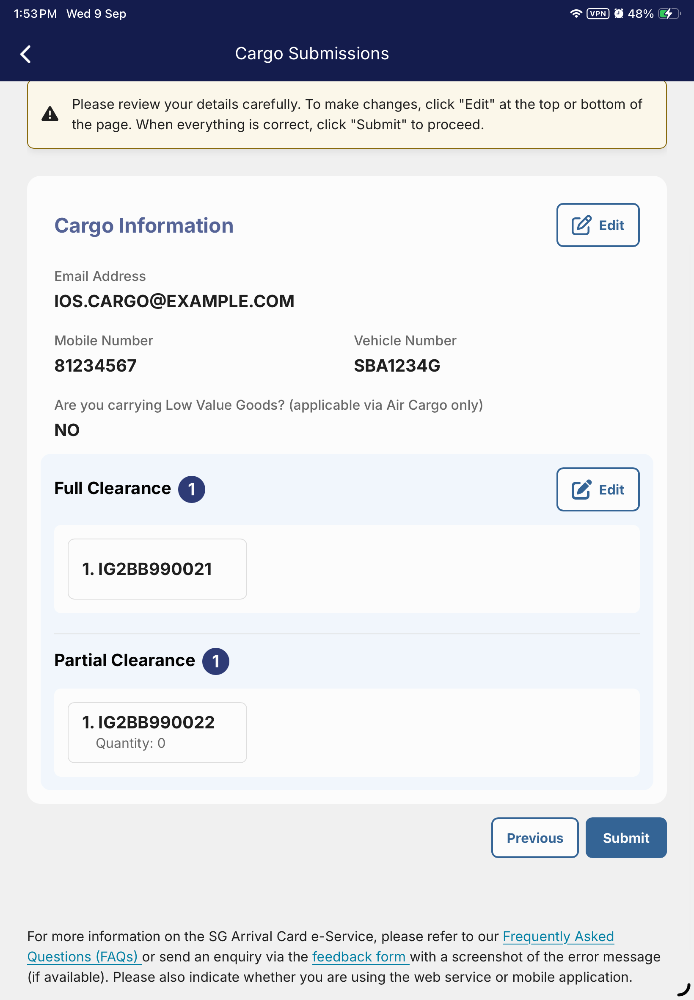 1:53 PM Wed 9 Sep VPN 48%
Cargo Submissions
Please review your details carefully. To make changes, click "Edit" at the top or bottom of
the page. When everything is correct, click "Submit" to proceed.
Cargo Information
Edit
Email Address
IOS.CARGO@EXAMPLE.COM
Mobile Number
81234567
Vehicle Number
SBA1234G
Are you carrying Low Value Goods? (applicable via Air Cargo only)
NO
Full Clearance 1
Edit
1. IG2BB990021
Partial Clearance 1
1. IG2BB990022
Quantity: 0
Previous
Submit
For more information on the SG Arrival Card e-Service, please refer to our Frequently Asked
Questions (FAQs) or send an enquiry via the feedback form with a screenshot of the error message
(if available). Please also indicate whether you are using the web service or mobile application.